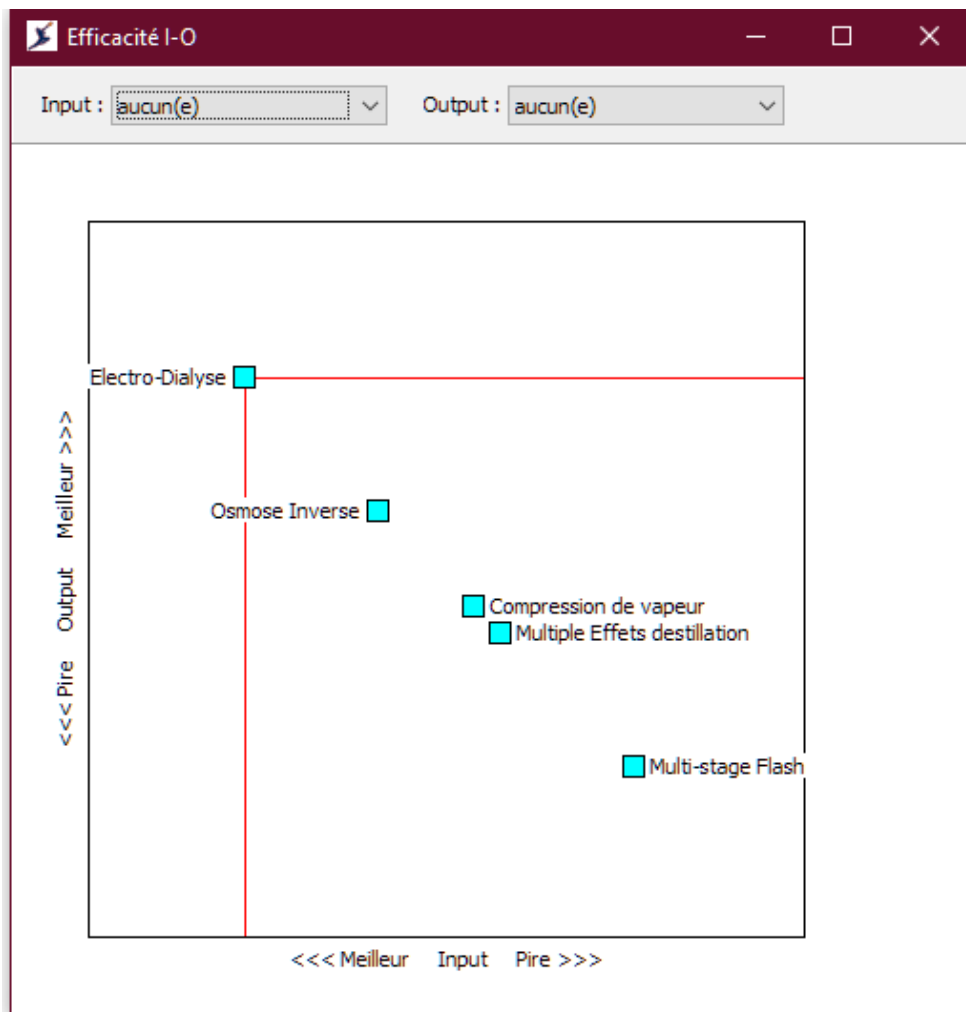 Efficacité I-O
Input : aucun(e) Output : aucun(e)
Electro-Dialyse
Osmose Inverse
Compression de vapeur
Multiple Effets destillation
Multi-stage Flash
<<< Pire Output Meilleur >>>
<<< Meilleur Input Pire >>>